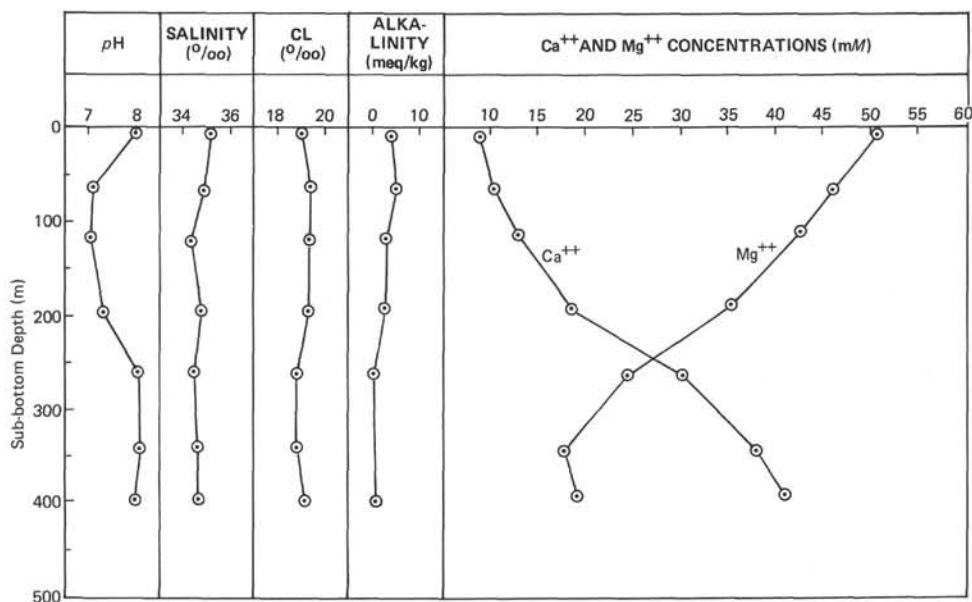 pH
SALINITY
(O/oo)
CL
(O/oo)
ALKA-
LINITY
(meq/kg)
Ca++ AND Mg++ CONCENTRATIONS (mM)
7 8 34 36 18 20 0 10 10 15 20 25 30 35 40 45 50 55 60
0
100
200
300
400
500
Sub-bottom Depth (m)
Ca++
Mg++